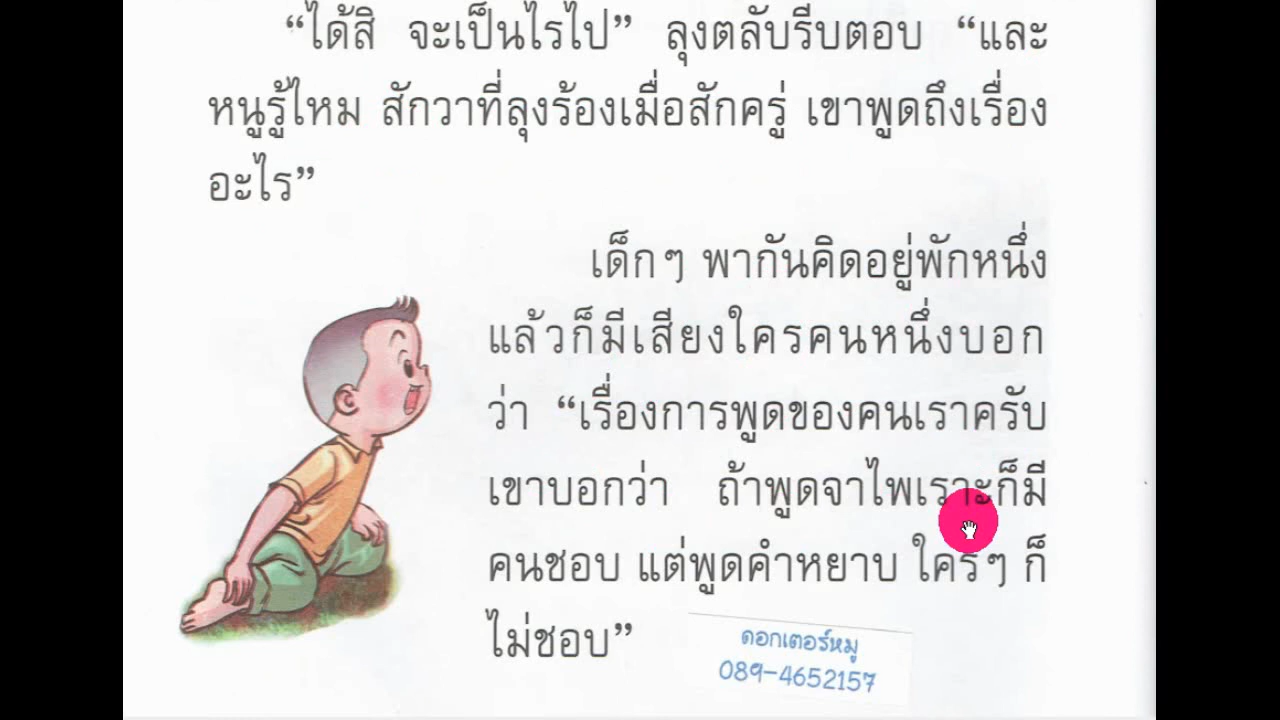 “ได้สิ จะเป็นไรไป” ลุงตลับรีบตอบ “และ
หนูรู้ไหม สักวาที่ลุงร้องเมื่อสักครู่ เขาพูดถึงเรื่อง
อะไร”
เด็กๆ พากันคิดอยู่พักหนึ่ง
แล้วก็มีเสียงใครคนหนึ่งบอก
ว่า “เรื่องการพูดของคนเราครับ
เขาบอกว่า ถ้าพูดจาไพเราะก็มี
คนชอบ แต่พูดคำหยาบ ใครๆ ก็
ไม่ชอบ”
ดอกเตอร์หมู
089-4652157